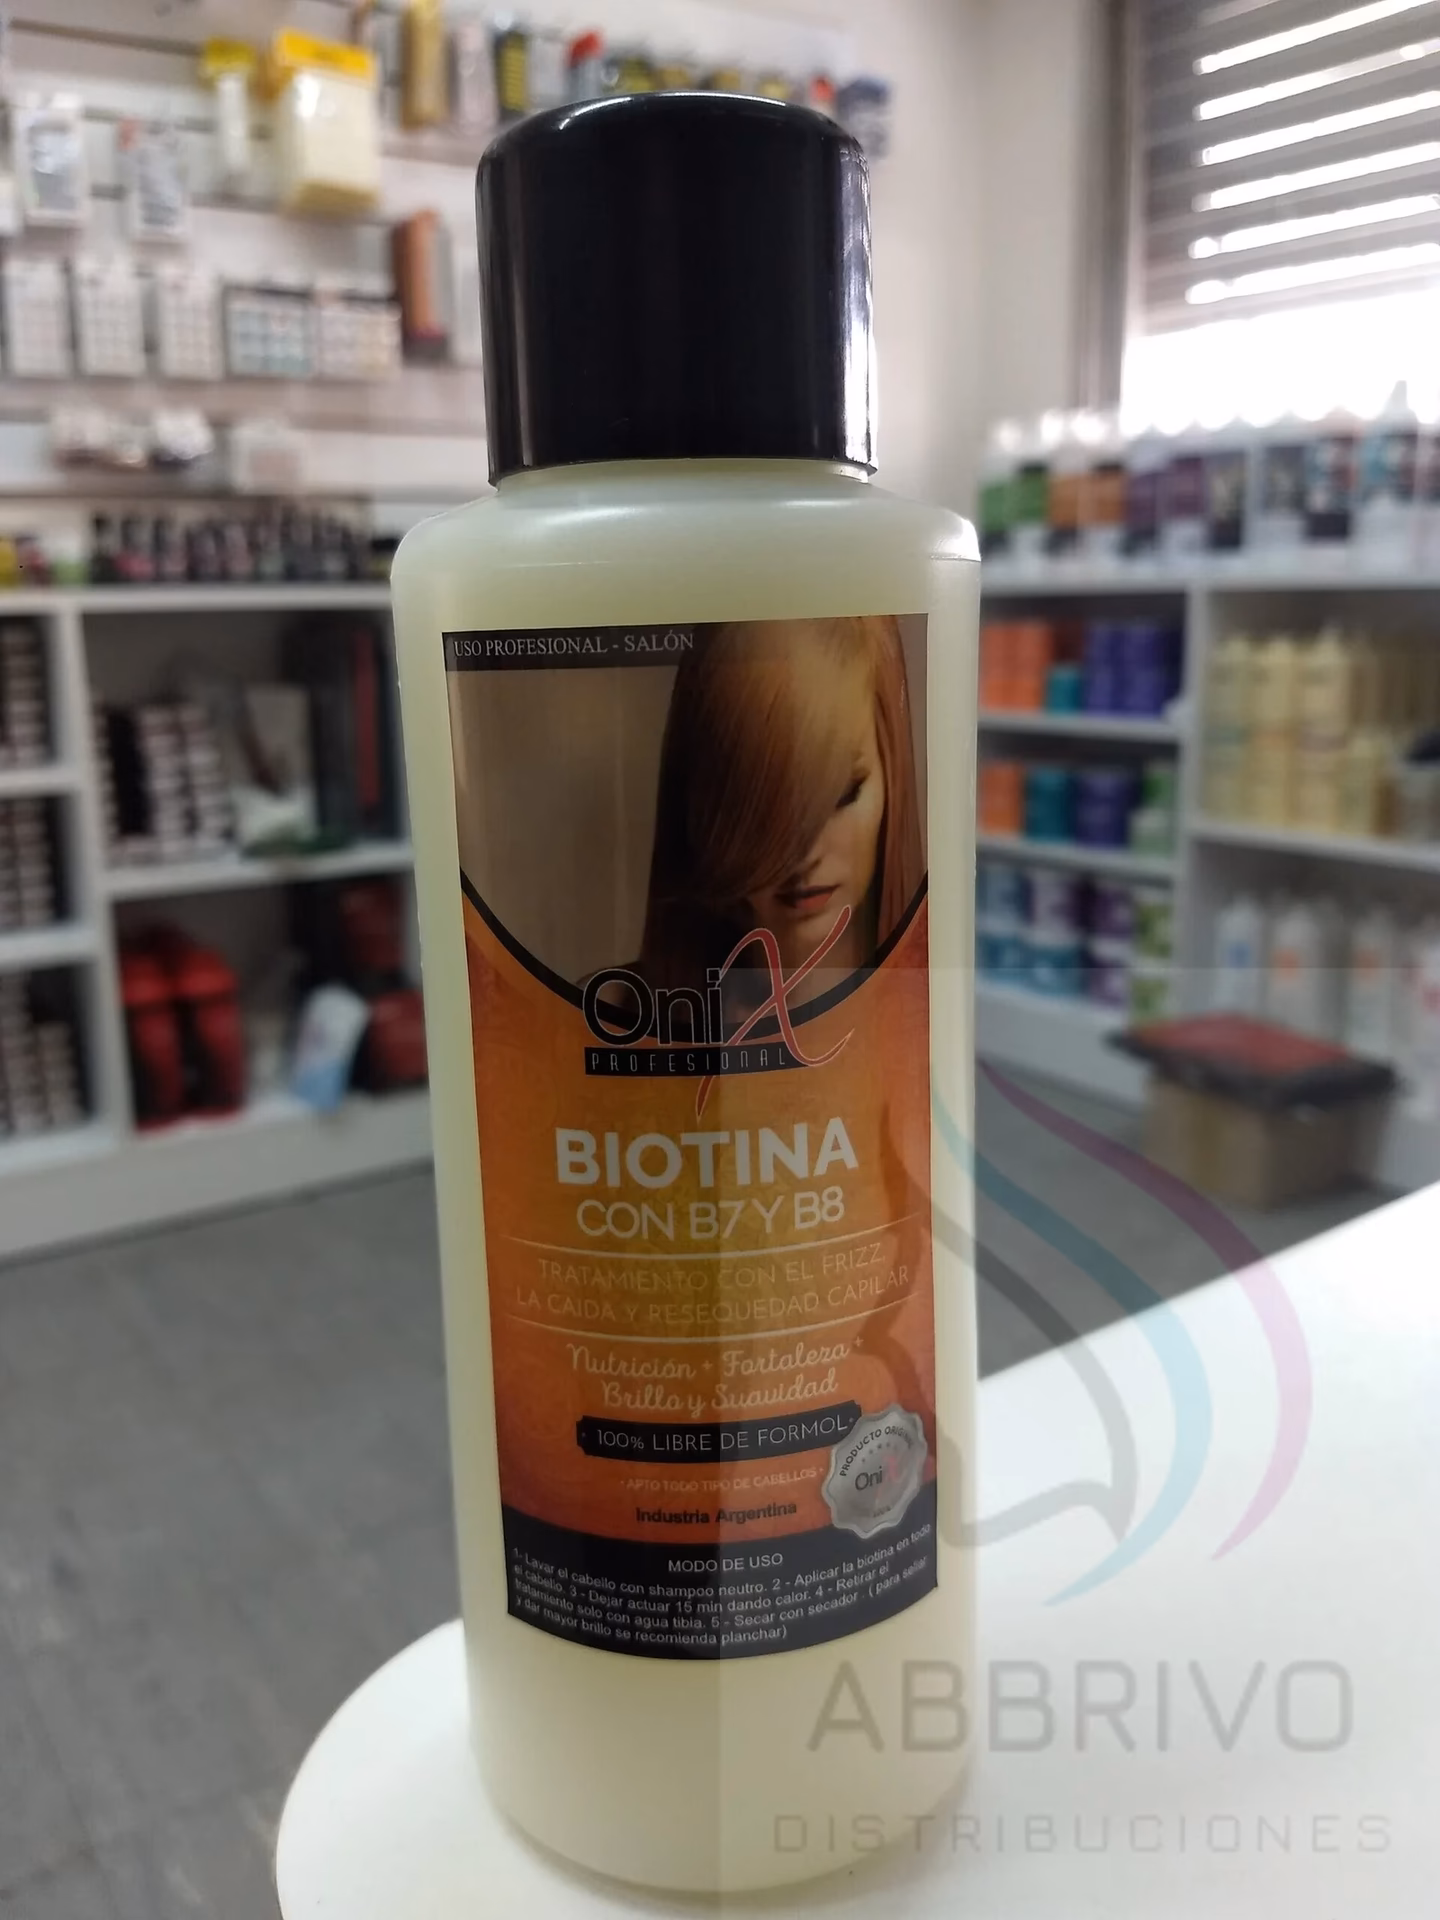 USO PROFESIONAL - SALÓN
OniX
PROFESIONAL
BIOTINA
CON B7 Y B8
TRATAMIENTO CON EL FRIZZ,
LA CAIDA Y RESEQUEDAD CAPILAR
Nutrición + Fortaleza +
Brillo y Suavidad
100% LIBRE DE FORMOL
• APTO TODO TIPO DE CABELLOS •
Industria Argentina
PRODUCTO ORIGINAL
OniX
MODO DE USO
1- Lavar el cabello con shampoo neutro. 2 - Aplicar la biotina en todo
el cabello. 3 - Dejar actuar 15 min dando calor. 4 - Retirar el
tratamiento solo con agua tibia. 5 - Secar con secador . ( para sellar
y dar mayor brillo se recomienda planchar)
ABBRIVO
DISTRIBUCIONES